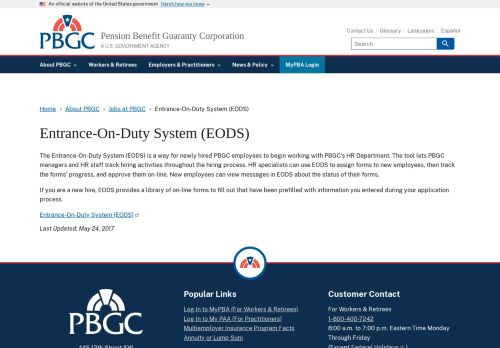 An official website of the United States government Here's how you know
PBGC
Pension Benefit Guaranty Corporation
A U.S. GOVERNMENT AGENCY
Contact Us Glossary Languages Español
Search
About PBGC Workers & Retirees Employers & Practitioners News & Policy MyPBA Login
Home › About PBGC › Jobs at PBGC › Entrance-On-Duty System (EODS)
Entrance-On-Duty System (EODS)
The Entrance-On-Duty System (EODS) is a way for newly hired PBGC employees to begin working with PBGC's HR Department. The tool lets PBGC
managers and HR staff track hiring activities throughout the hiring process. HR specialists can use EODS to assign forms to new employees, then track
the forms' progress, and approve them on-line. New employees can view messages in EODS about the status of their forms.
If you are a new hire, EODS provides a library of on-line forms to fill out that have been prefilled with information you entered during your application
process.
Entrance-On-Duty System (EODS)
Last Updated: May 24, 2017
PBGC
445 12th Street SW
Popular Links
Log In to MyPBA (For Workers & Retirees)
Log In to My PAA (For Practitioners)
Multiemployer Insurance Program Facts
Annuity or Lump Sum
Customer Contact
For Workers & Retirees
1-800-400-7242
8:00 a.m. to 7:00 p.m. Eastern Time Monday
Through Friday
(Except Federal Holidays